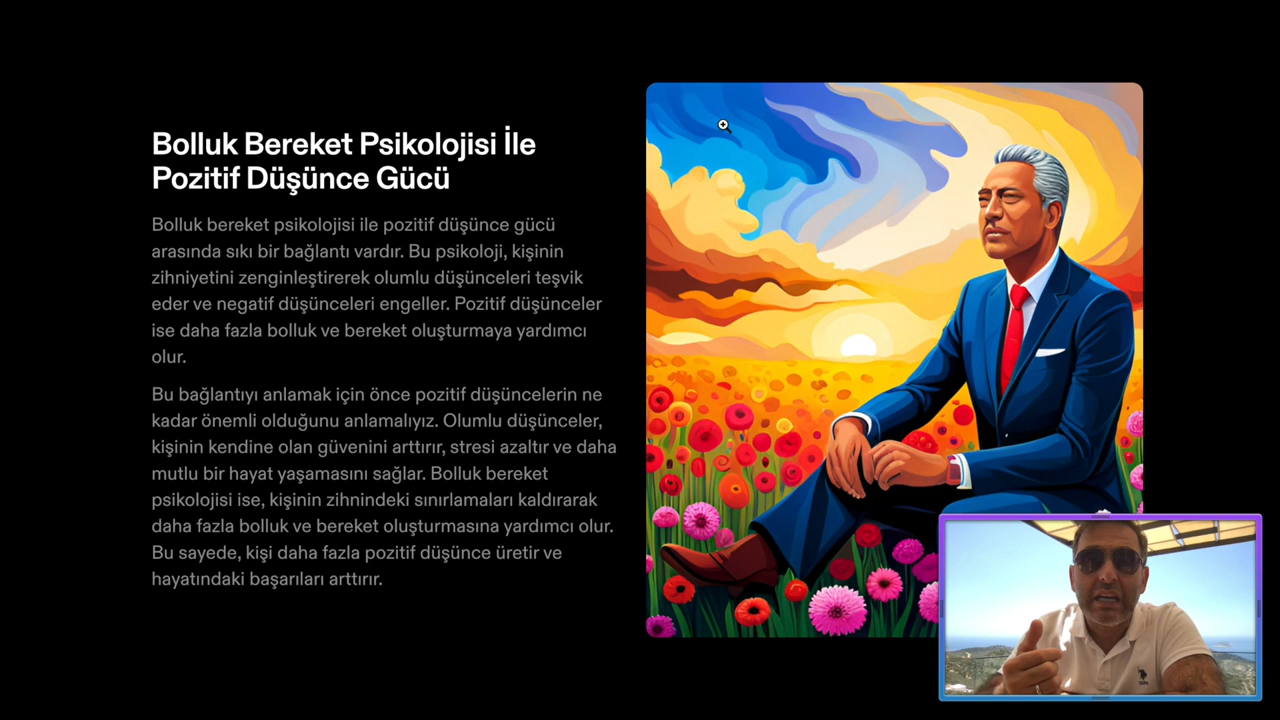 Bolluk Bereket Psikolojisi İle
Pozitif Düşünce Gücü
Bolluk bereket psikolojisi ile pozitif düşünce gücü
arasında sıkı bir bağlantı vardır. Bu psikoloji, kişinin
zihniyetini zenginleştirerek olumlu düşünceleri teşvik
eder ve negatif düşünceleri engeller. Pozitif düşünceler
ise daha fazla bolluk ve bereket oluşturmaya yardımcı
olur.
Bu bağlantıyı anlamak için önce pozitif düşüncelerin ne
kadar önemli olduğunu anlamalıyız. Olumlu düşünceler,
kişinin kendine olan güvenini arttırır, stresi azaltır ve daha
mutlu bir hayat yaşamasını sağlar. Bolluk bereket
psikolojisi ise, kişinin zihnindeki sınırlamaları kaldırarak
daha fazla bolluk ve bereket oluşturmasına yardımcı olur.
Bu sayede, kişi daha fazla pozitif düşünce üretir ve
hayatındaki başarıları arttırır.